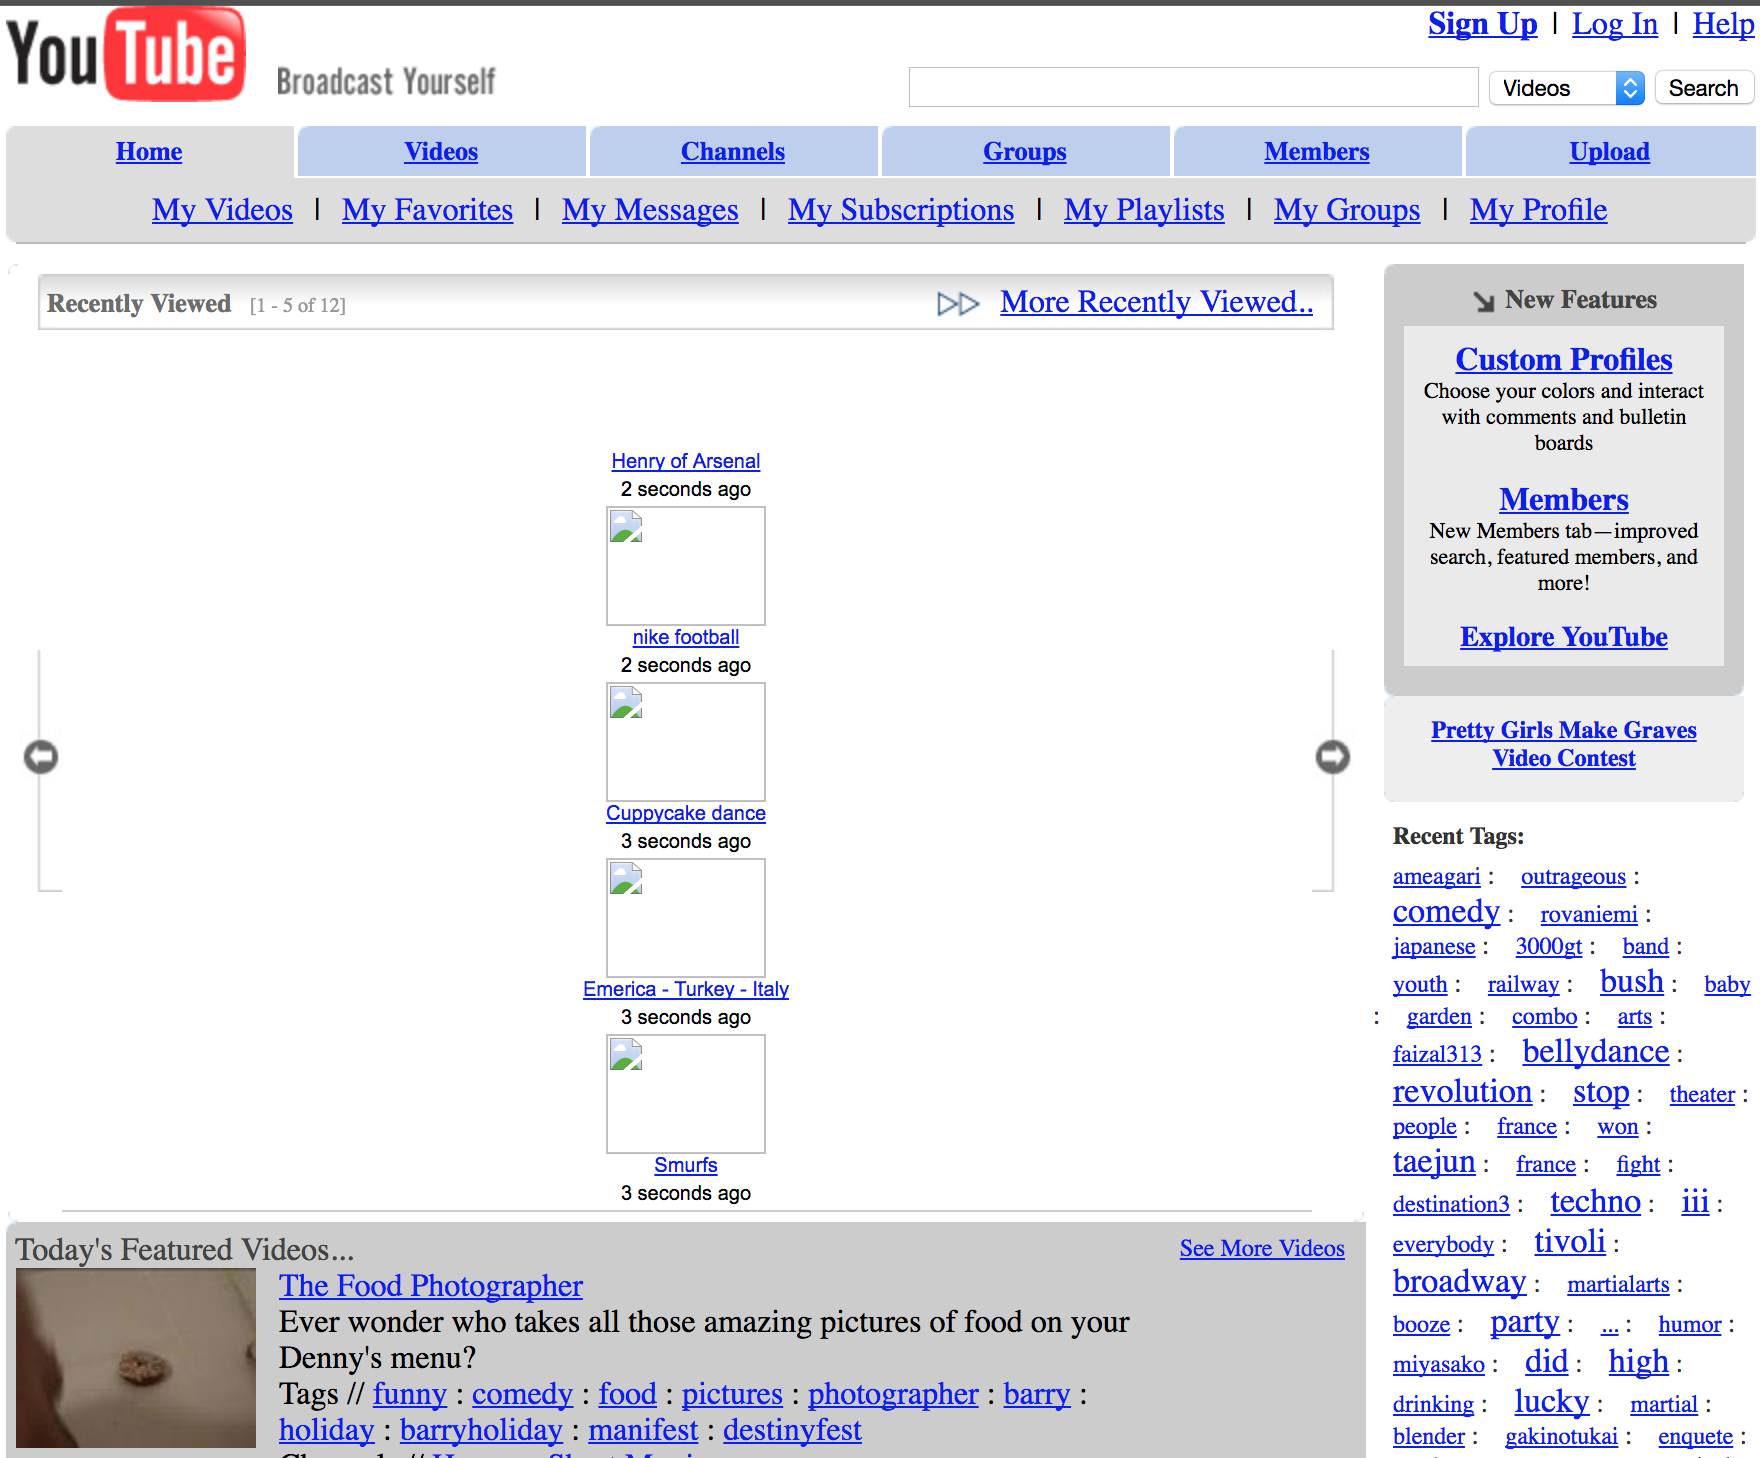 YouTube
Broadcast Yourself
Sign Up | Log In | Help
Videos Search
Home Videos Channels Groups Members Upload
My Videos | My Favorites | My Messages | My Subscriptions | My Playlists | My Groups | My Profile
Recently Viewed [1 - 5 of 12] More Recently Viewed..
Henry of Arsenal
2 seconds ago
nike football
2 seconds ago
Cuppycake dance
3 seconds ago
Emerica - Turkey - Italy
3 seconds ago
Smurfs
3 seconds ago
Today's Featured Videos... See More Videos
The Food Photographer
Ever wonder who takes all those amazing pictures of food on your
Denny's menu?
Tags // funny : comedy : food : pictures : photographer : barry :
holiday : barryholiday : manifest : destinyfest
New Features
Custom Profiles
Choose your colors and interact
with comments and bulletin
boards
Members
New Members tab—improved
search, featured members, and
more!
Explore YouTube
Pretty Girls Make Graves
Video Contest
Recent Tags:
ameagari : outrageous :
comedy : rovaniemi :
japanese : 3000gt : band :
youth : railway : bush : baby
: garden : combo : arts :
faizal313 : bellydance :
revolution : stop : theater :
people : france : won :
taejun : france : fight :
destination3 : techno : iii :
everybody : tivoli :
broadway : martialarts :
booze : party : ... : humor :
miyasako : did : high :
drinking : lucky : martial :
blender : gakinotukai : enquete :